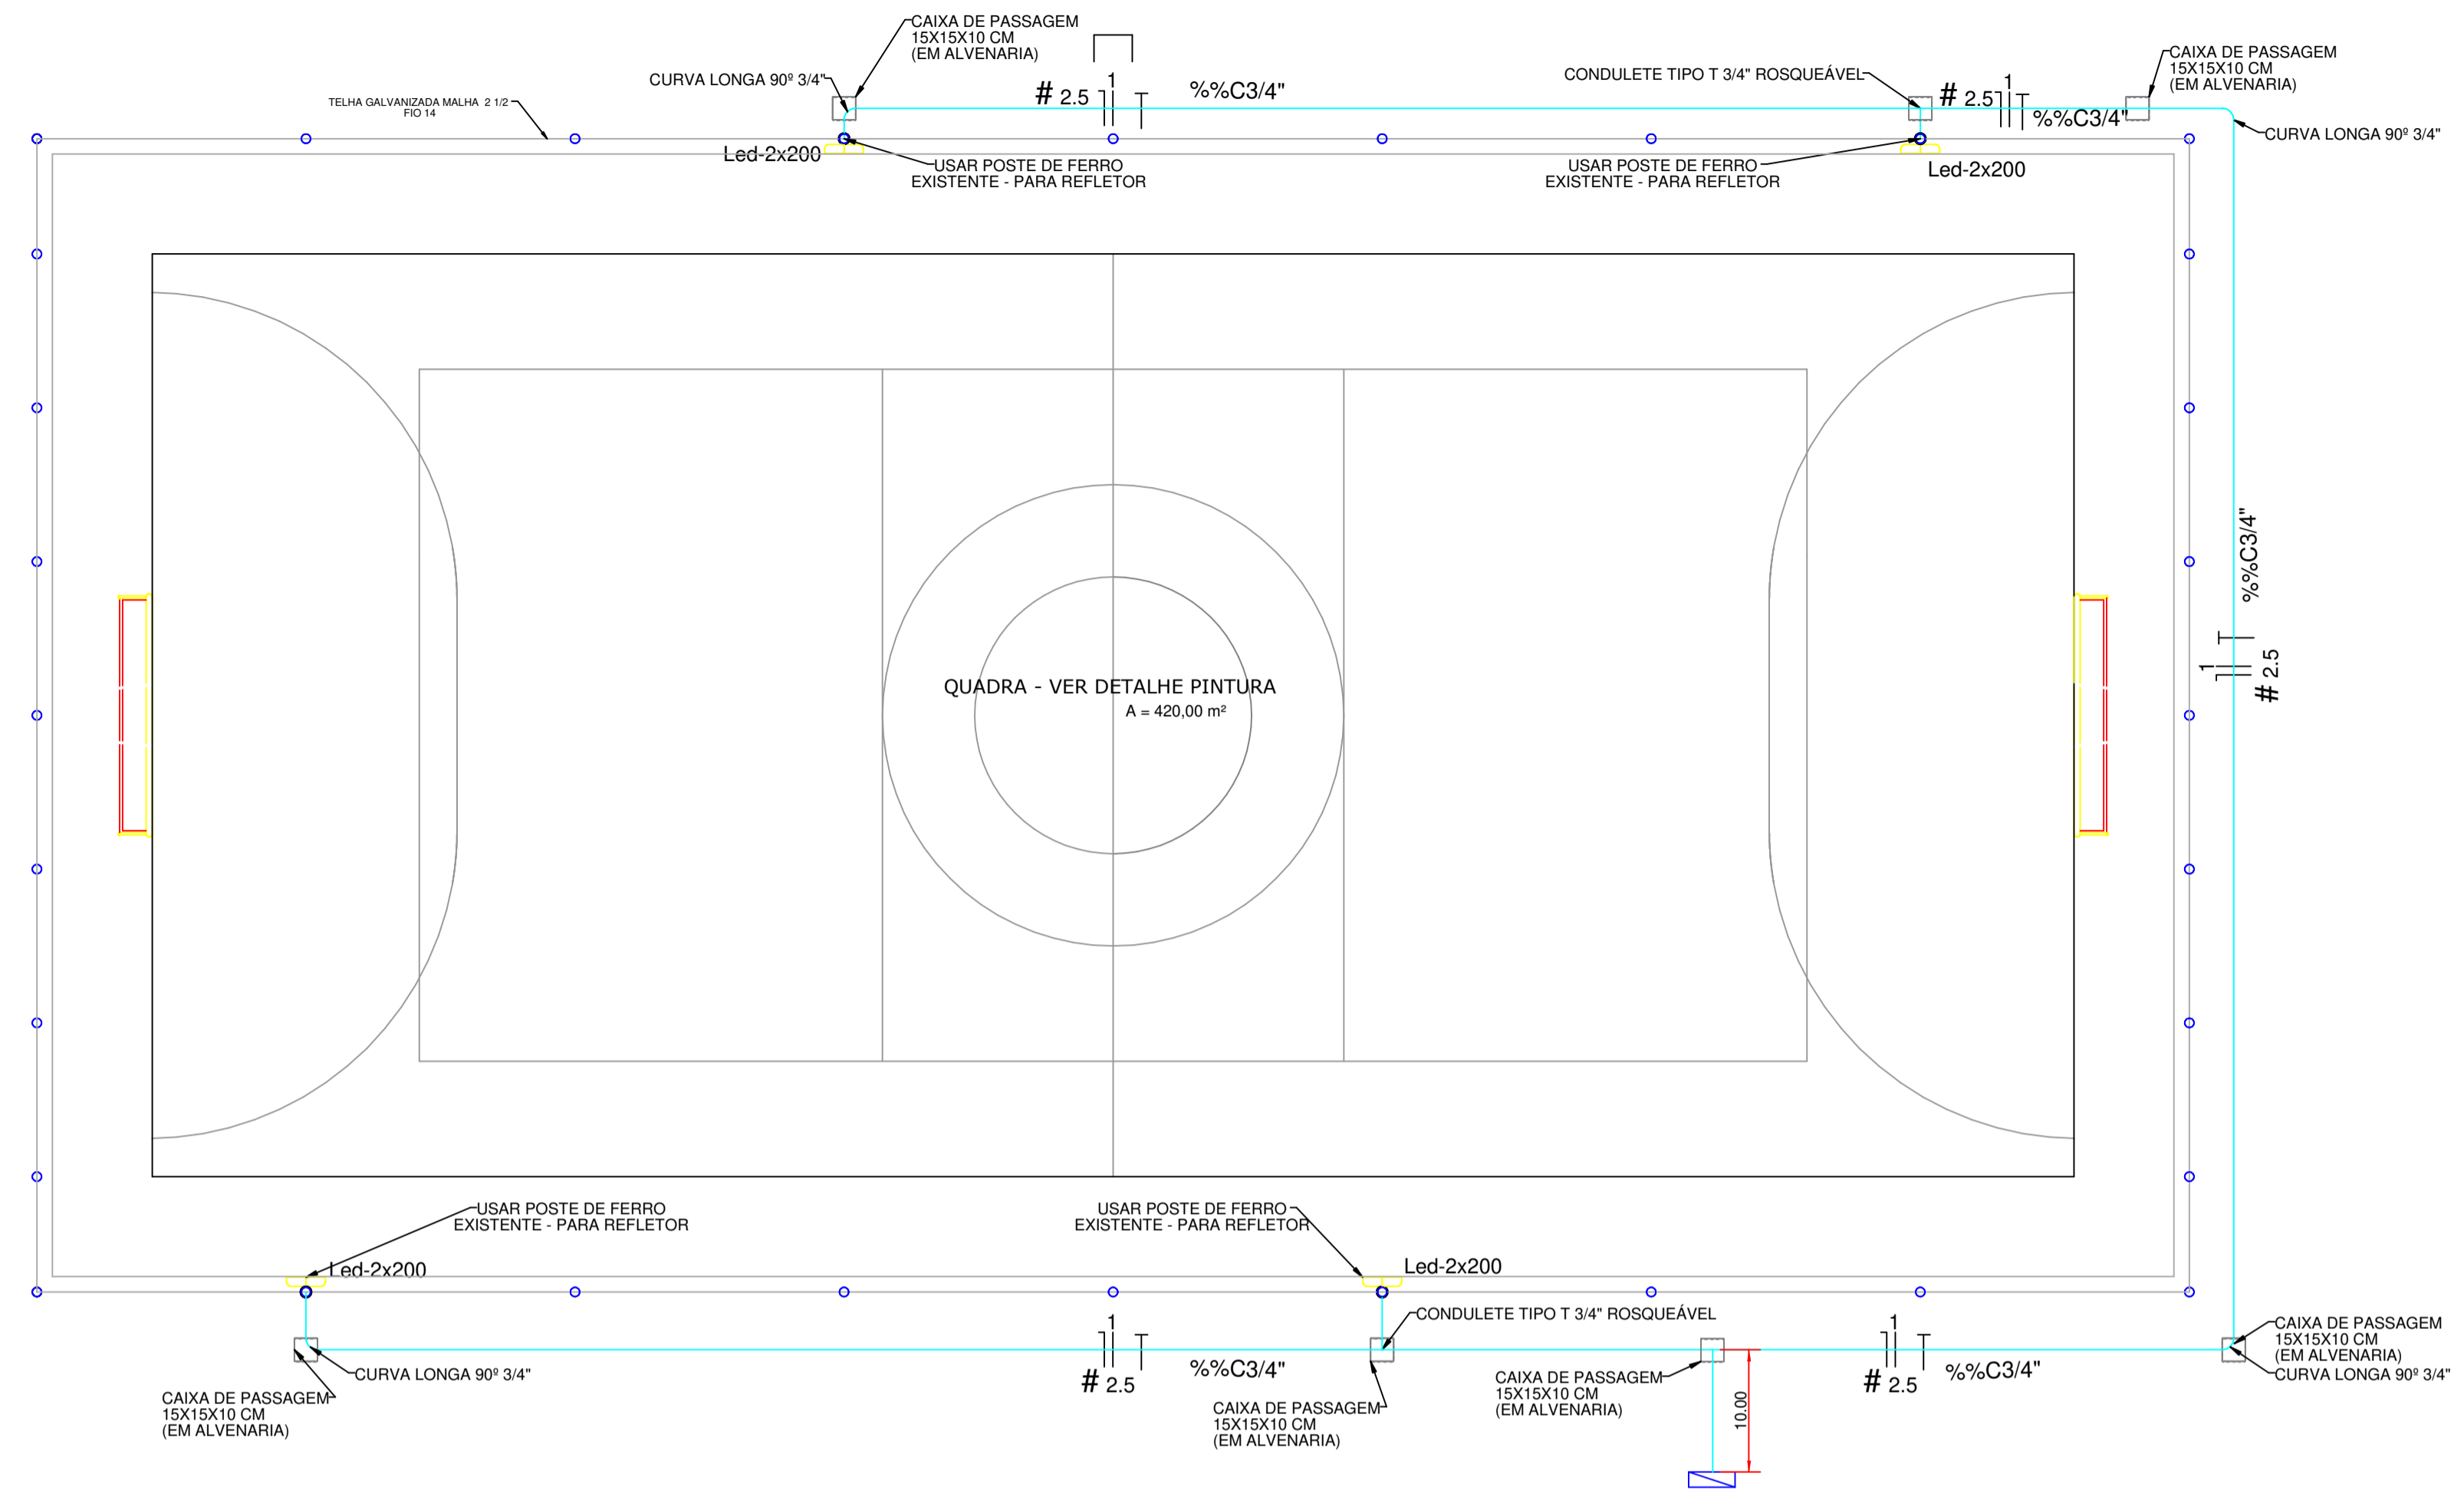 CAIXA DE PASSAGEM
15X15X10 CM
(EM ALVENARIA)
CURVA LONGA 90º 3/4"
TELHA GALVANIZADA MALHA 2 1/2
FIO 14
1
# 2.5
%%C3/4"
CONDULETE TIPO T 3/4" ROSQUEÁVEL
1
# 2.5
%%C3/4"
CAIXA DE PASSAGEM
15X15X10 CM
(EM ALVENARIA)
CURVA LONGA 90º 3/4"
Led-2x200
USAR POSTE DE FERRO
EXISTENTE - PARA REFLETOR
USAR POSTE DE FERRO
EXISTENTE - PARA REFLETOR
Led-2x200
%%C3/4"
1
# 2.5
QUADRA - VER DETALHE PINTURA
A = 420,00 m²
USAR POSTE DE FERRO
EXISTENTE - PARA REFLETOR
Led-2x200
USAR POSTE DE FERRO
EXISTENTE - PARA REFLETOR
Led-2x200
CONDULETE TIPO T 3/4" ROSQUEÁVEL
CURVA LONGA 90º 3/4"
CAIXA DE PASSAGEM
15X15X10 CM
(EM ALVENARIA)
1
# 2.5
%%C3/4"
CAIXA DE PASSAGEM
15X15X10 CM
(EM ALVENARIA)
CAIXA DE PASSAGEM
15X15X10 CM
(EM ALVENARIA)
10.00
1
# 2.5
%%C3/4"
CAIXA DE PASSAGEM
15X15X10 CM
(EM ALVENARIA)
CURVA LONGA 90º 3/4"